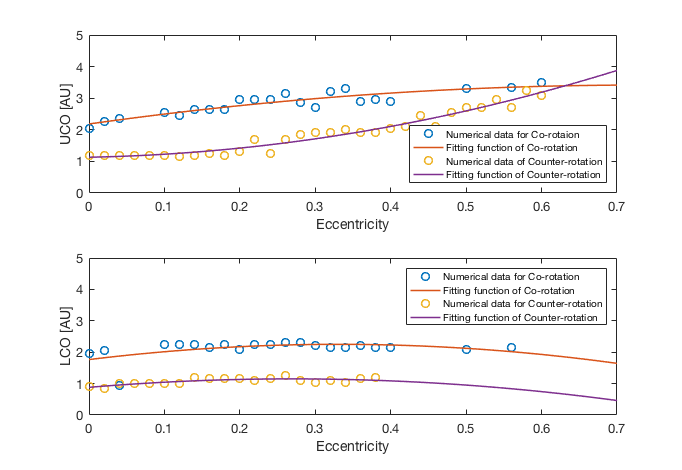 5
4
3
2
1
0
UCO [AU]
Numerical data for Co-rotaion
Fitting function of Co-rotation
Numerical data of Counter-rotation
Fitting function of Counter-rotation
0 0.1 0.2 0.3 0.4 0.5 0.6 0.7
Eccentricity
5
4
3
2
1
0
LCO [AU]
Numerical data for Co-rotation
Fitting function of Co-rotation
Numerical data for Counter-rotation
Fitting function of Counter-rotation
0 0.1 0.2 0.3 0.4 0.5 0.6 0.7
Eccentricity